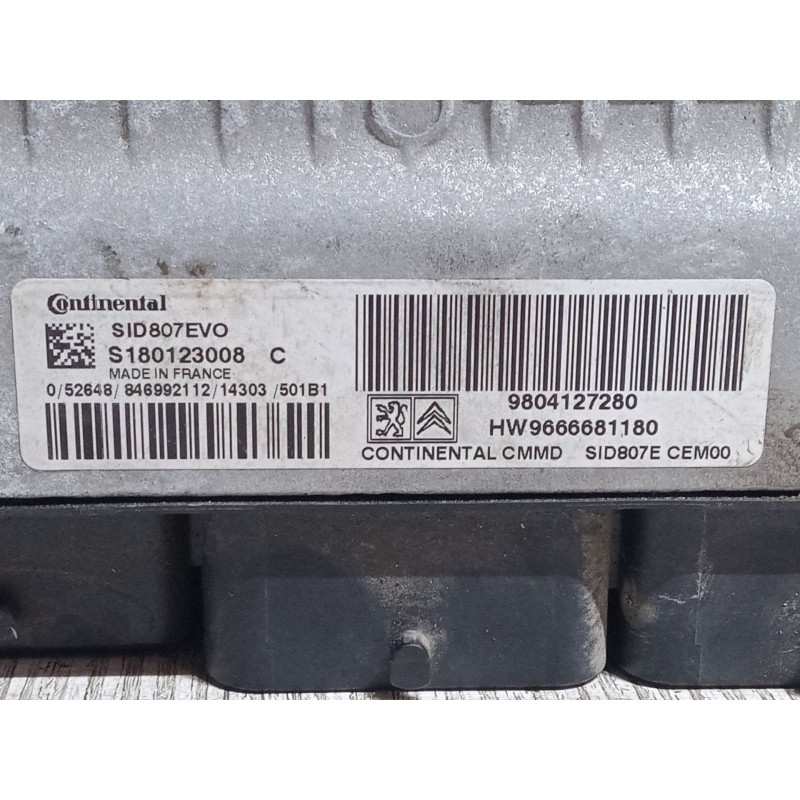 Continental
SID807EVO
S180123008 C
MADE IN FRANCE
0/52648/846992112/14303/501B1
9804127280
HW9666681180
CONTINENTAL CMMD SID807E CEM00